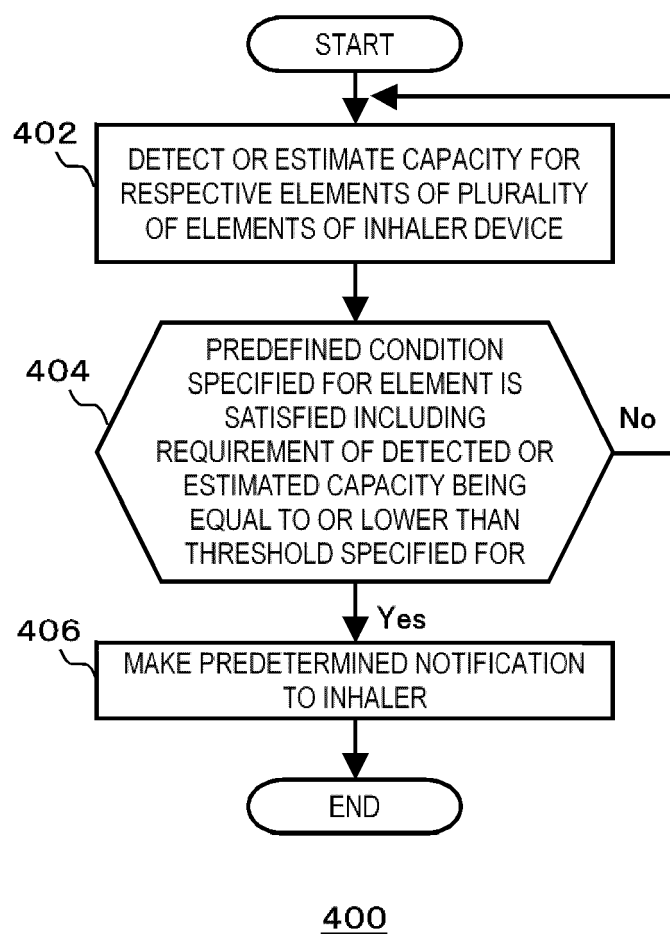 START
402
DETECT OR ESTIMATE CAPACITY FOR
RESPECTIVE ELEMENTS OF PLURALITY
OF ELEMENTS OF INHALER DEVICE
404
PREDEFINED CONDITION
SPECIFIED FOR ELEMENT IS
SATISFIED INCLUDING
REQUIREMENT OF DETECTED OR
ESTIMATED CAPACITY BEING
EQUAL TO OR LOWER THAN
THRESHOLD SPECIFIED FOR
No
Yes
406
MAKE PREDETERMINED NOTIFICATION
TO INHALER
END
400